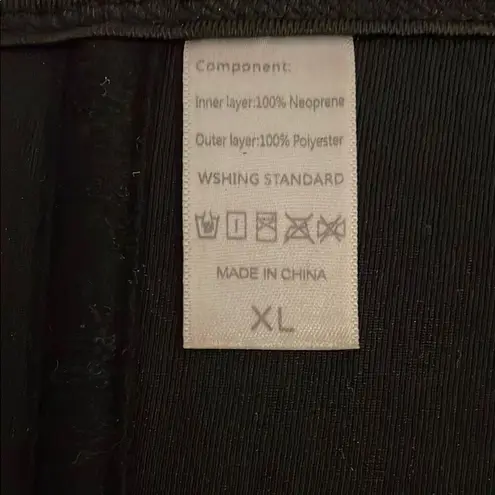 Component:
Inner layer:100% Neoprene
Outer layer:100% Polyester
WSHING STANDARD
MADE IN CHINA
XL